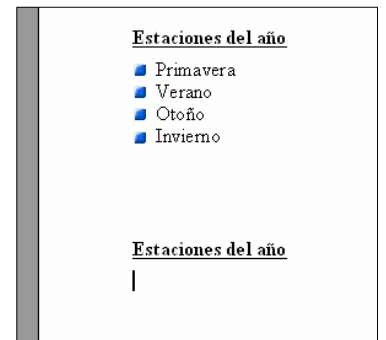 Estaciones del año
Primavera
Verano
Otoño
Invierno
Estaciones del año